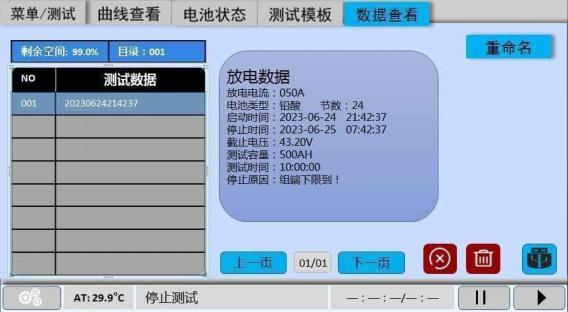 菜单/测试 曲线查看 电池状态 测试模板 数据查看
剩余空间: 99.0% 目录: 001
重命名
NO 测试数据
001 20230624214237
放电数据
放电电流：050A
电池类型：铅酸 节数：24
启动时间：2023-06-24 21:42:37
停止时间：2023-06-25 07:42:37
截止电压：43.20V
测试容量：500AH
测试时间：10:00:00
停止原因：组端下限到！
上一页 01/01 下一页
AT: 29.9°C 停止测试 — : — : —/— : —